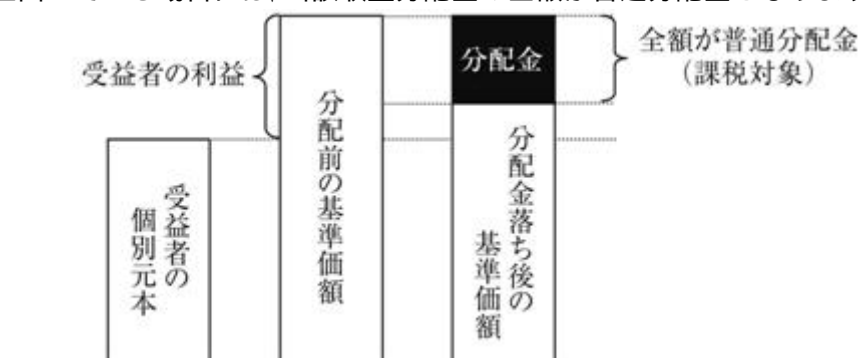 受益者の利益
分配前の基準価額
分配金
全額が普通分配金
（課税対象）
受益者の
個別元本
分配金落ち後の
基準価額